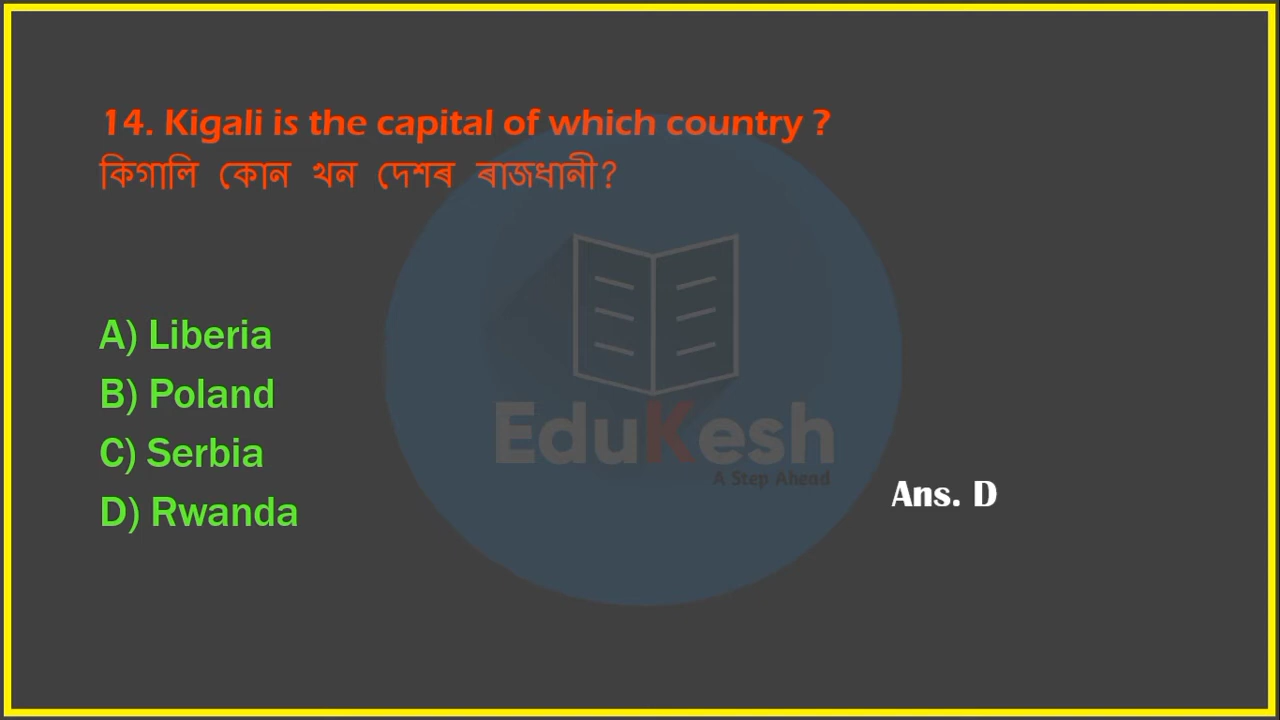 14. Kigali is the capital of which country ?
কিগালি কোন খন দেশৰ ৰাজধানী?
A) Liberia
B) Poland
C) Serbia
D) Rwanda
EduKesh
A Step Ahead
Ans. D